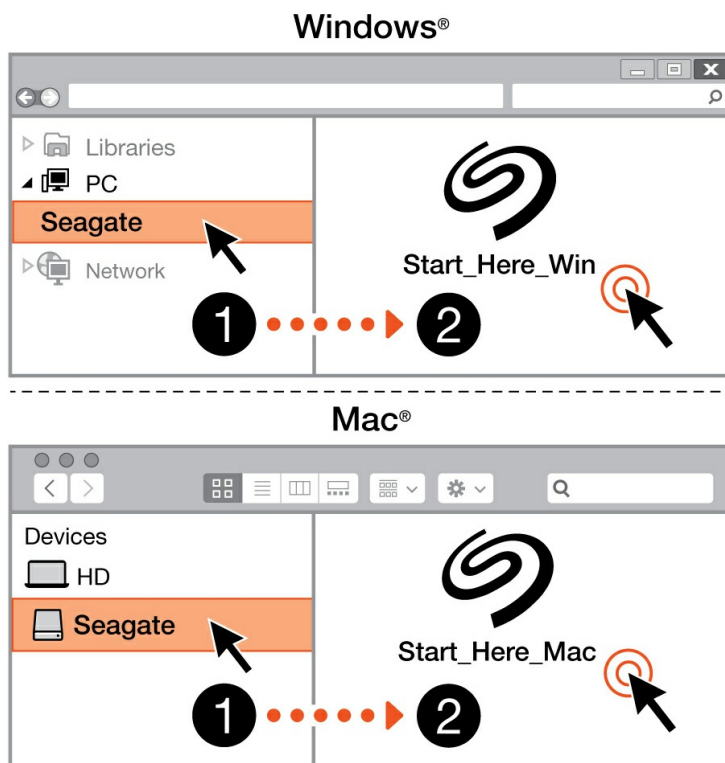 Windows®
Libraries
PC
Seagate
Network
Start_Here_Win
1
2
Mac®
Devices
HD
Seagate
Start_Here_Mac
1
2